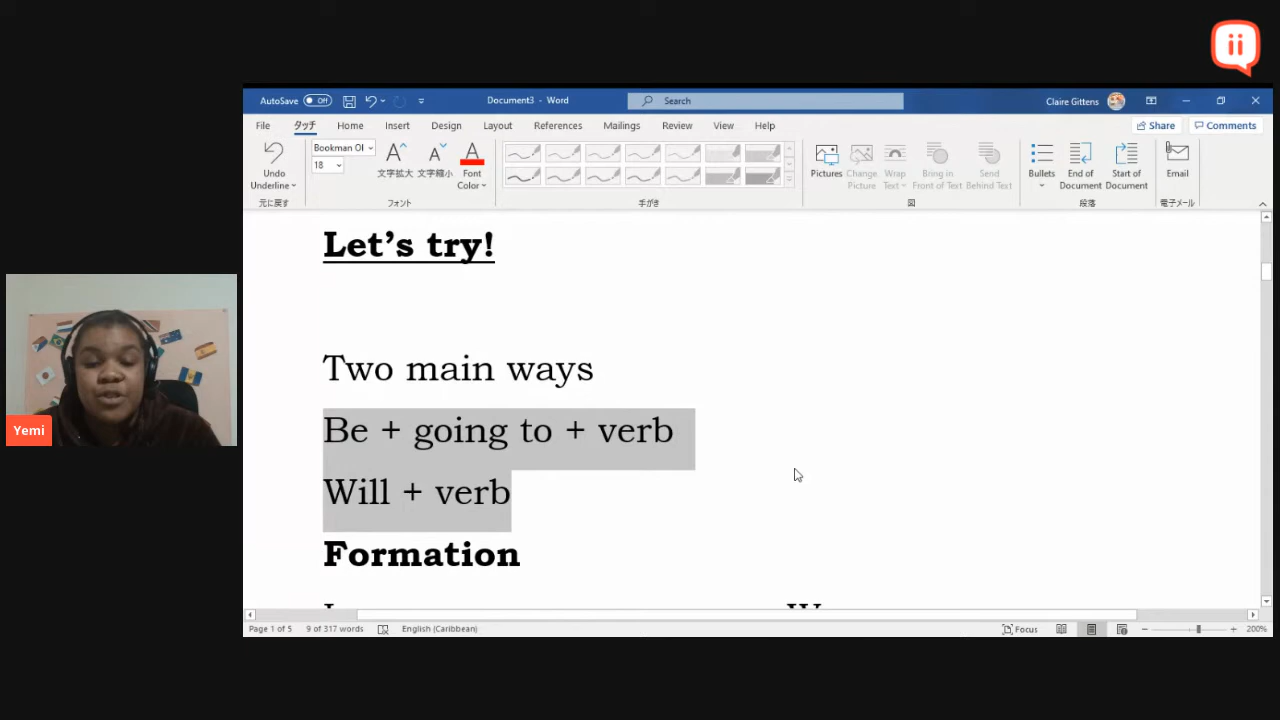 ii
AutoSave Off Document3 - Word Search Claire Gittens
File タッチ Home Insert Design Layout References Mailings Review View Help Share Comments
Undo Underline
元に戻す
Bookman Ol
18
文字拡大 文字縮小 Font Color
フォント
手がき
Pictures Change Picture Wrap Text Bring in Front of Text Send Behind Text
図
Bullets End of Document Start of Document
段落
Email
電子メール
Let's try!
Two main ways
Be + going to + verb
Will + verb
Formation
Yemi
Page 1 of 5 9 of 317 words English (Caribbean) Focus 200%